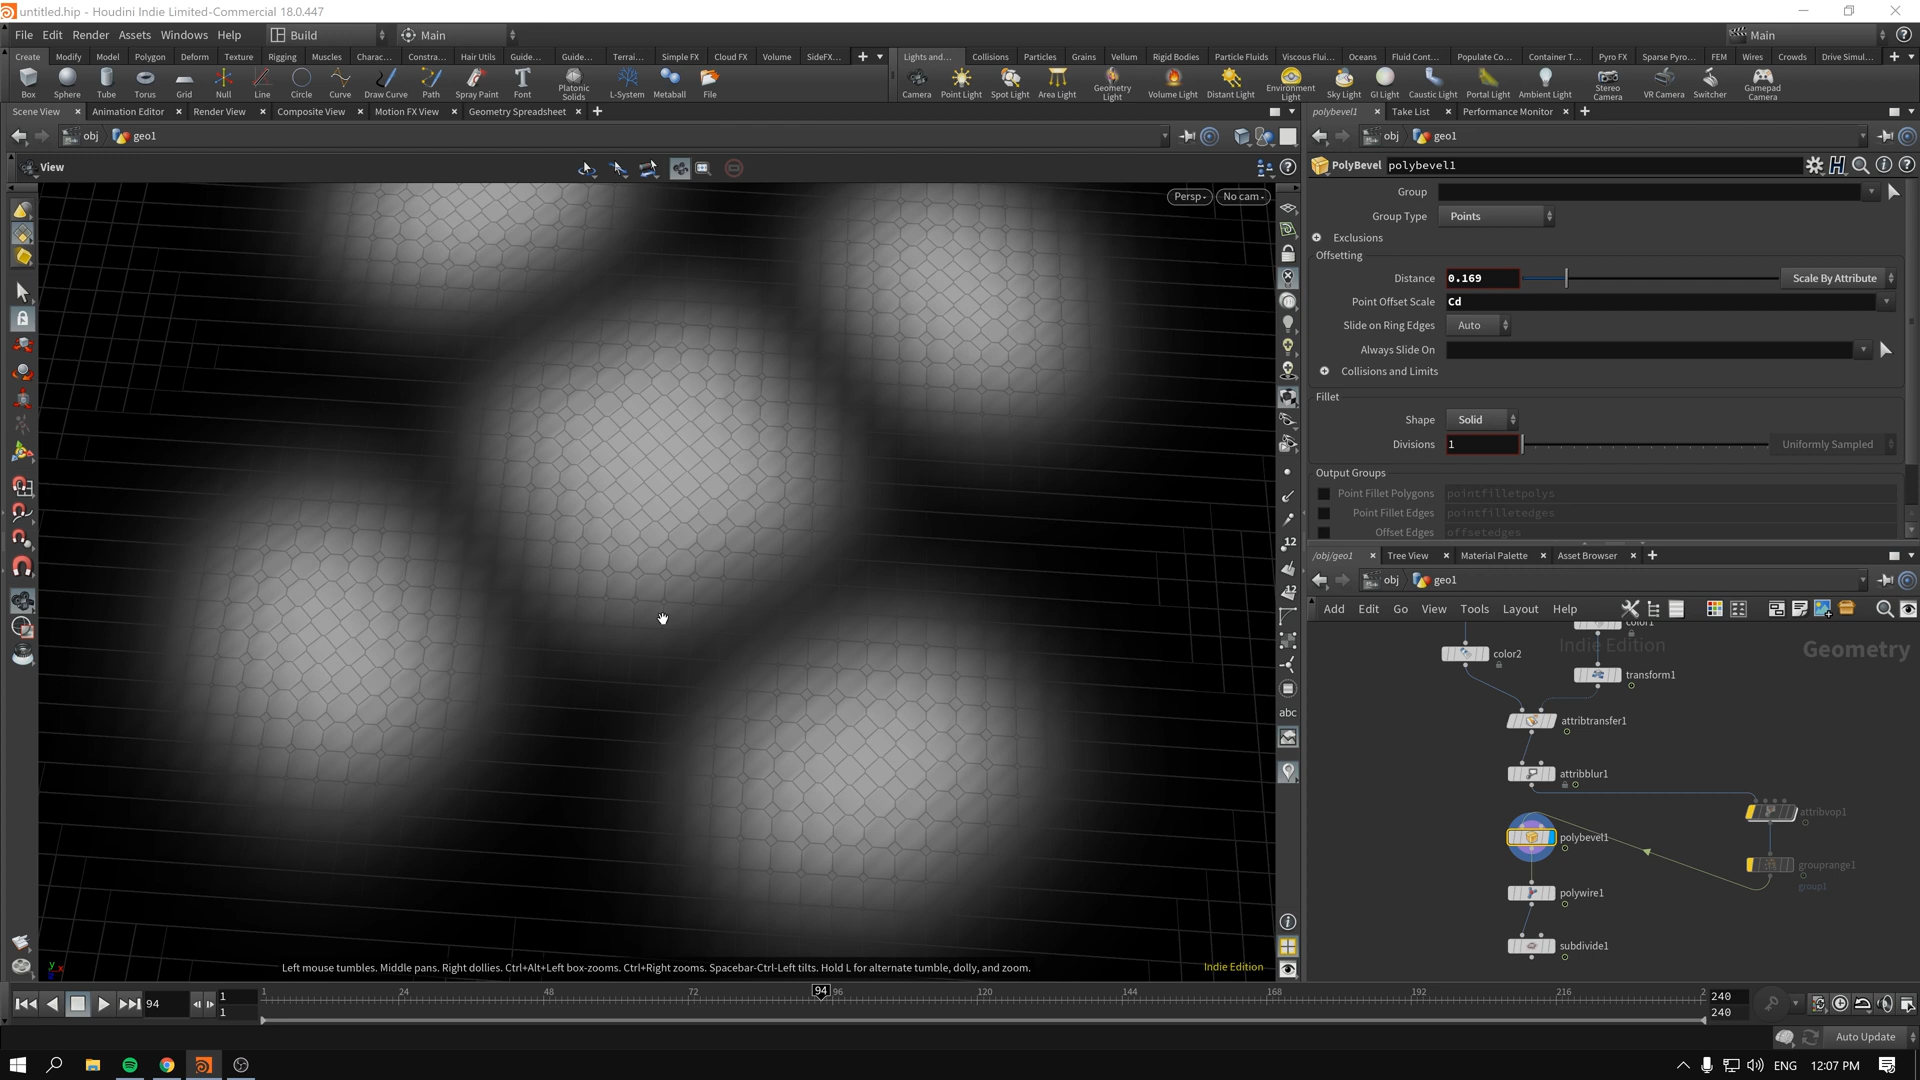 untitled.hip - Houdini Indie Limited-Commercial 18.0.447
File Edit Render Assets Windows Help Build Main Main
Create Modify Model Polygon Deform Texture Rigging Muscles Charac... Constra... Hair Utils Guide... Guide... Terrai... Simple FX Cloud FX Volume SideFX...
Lights and... Collisions Particles Grains Vellum Rigid Bodies Particle Fluids Viscous Flui... Oceans Fluid Cont... Populate Co... Container T... Pyro FX Sparse Pyro... FEM Wires Crowds Drive Simul...
Box Sphere Tube Torus Grid Null Line Circle Curve Draw Curve Path Spray Paint Font Platonic Solids L-System Metaball File
Camera Point Light Spot Light Area Light Geometry Light Volume Light Distant Light Environment Light Sky Light GI Light Caustic Light Portal Light Ambient Light Stereo Camera VR Camera Switcher Gamepad Camera
Scene View Animation Editor Render View Composite View Motion FX View Geometry Spreadsheet
polybevel1 Take List Performance Monitor
obj geo1
obj geo1
View
PolyBevel polybevel1
Persp No cam
Group
Group Type Points
Exclusions
Offsetting
Distance 0.169 Scale By Attribute
Point Offset Scale Cd
Slide on Ring Edges Auto
Always Slide On
Collisions and Limits
Fillet
Shape Solid
Divisions 1 Uniformly Sampled
Output Groups
Point Fillet Polygons pointfilletpolys
Point Fillet Edges pointfilletedges
Offset Edges offsetedges
12
12
abc
/obj/geo1 Tree View Material Palette Asset Browser
obj geo1
Add Edit Go View Tools Layout Help
color1
Indie Edition
Geometry
color2
transform1
attribtransfer1
attribblur1
attribvop1
polybevel1
grouprange1
group1
polywire1
subdivide1
Left mouse tumbles. Middle pans. Right dollies. Ctrl+Alt+Left box-zooms. Ctrl+Right zooms. Spacebar-Ctrl-Left tilts. Hold L for alternate tumble, dolly, and zoom.
Indie Edition
94 1 1 1 24 48 72 94 96 120 144 168 192 216 2 240 240
Auto Update
ENG 12:07 PM